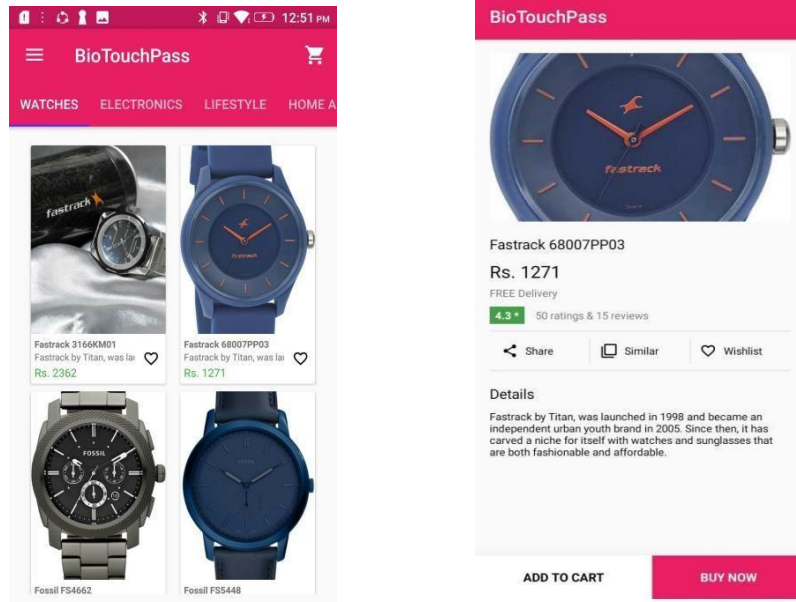 12:51 PM
BioTouchPass
WATCHES ELECTRONICS LIFESTYLE HOME A
fastrack
fastrack
Fastrack 3166KM01
Fastrack by Titan, was la
Rs. 2362
Fastrack 68007PP03
Fastrack by Titan, was la
Rs. 1271
FOSSIL
FOSSIL
Fossil FS4662
Fossil FS5448
BioTouchPass
fastrack
Fastrack 68007PP03
Rs. 1271
FREE Delivery
4.3 * 50 ratings & 15 reviews
Share Similar Wishlist
Details
Fastrack by Titan, was launched in 1998 and became an
independent urban youth brand in 2005. Since then, it has
carved a niche for itself with watches and sunglasses that
are both fashionable and affordable.
ADD TO CART BUY NOW